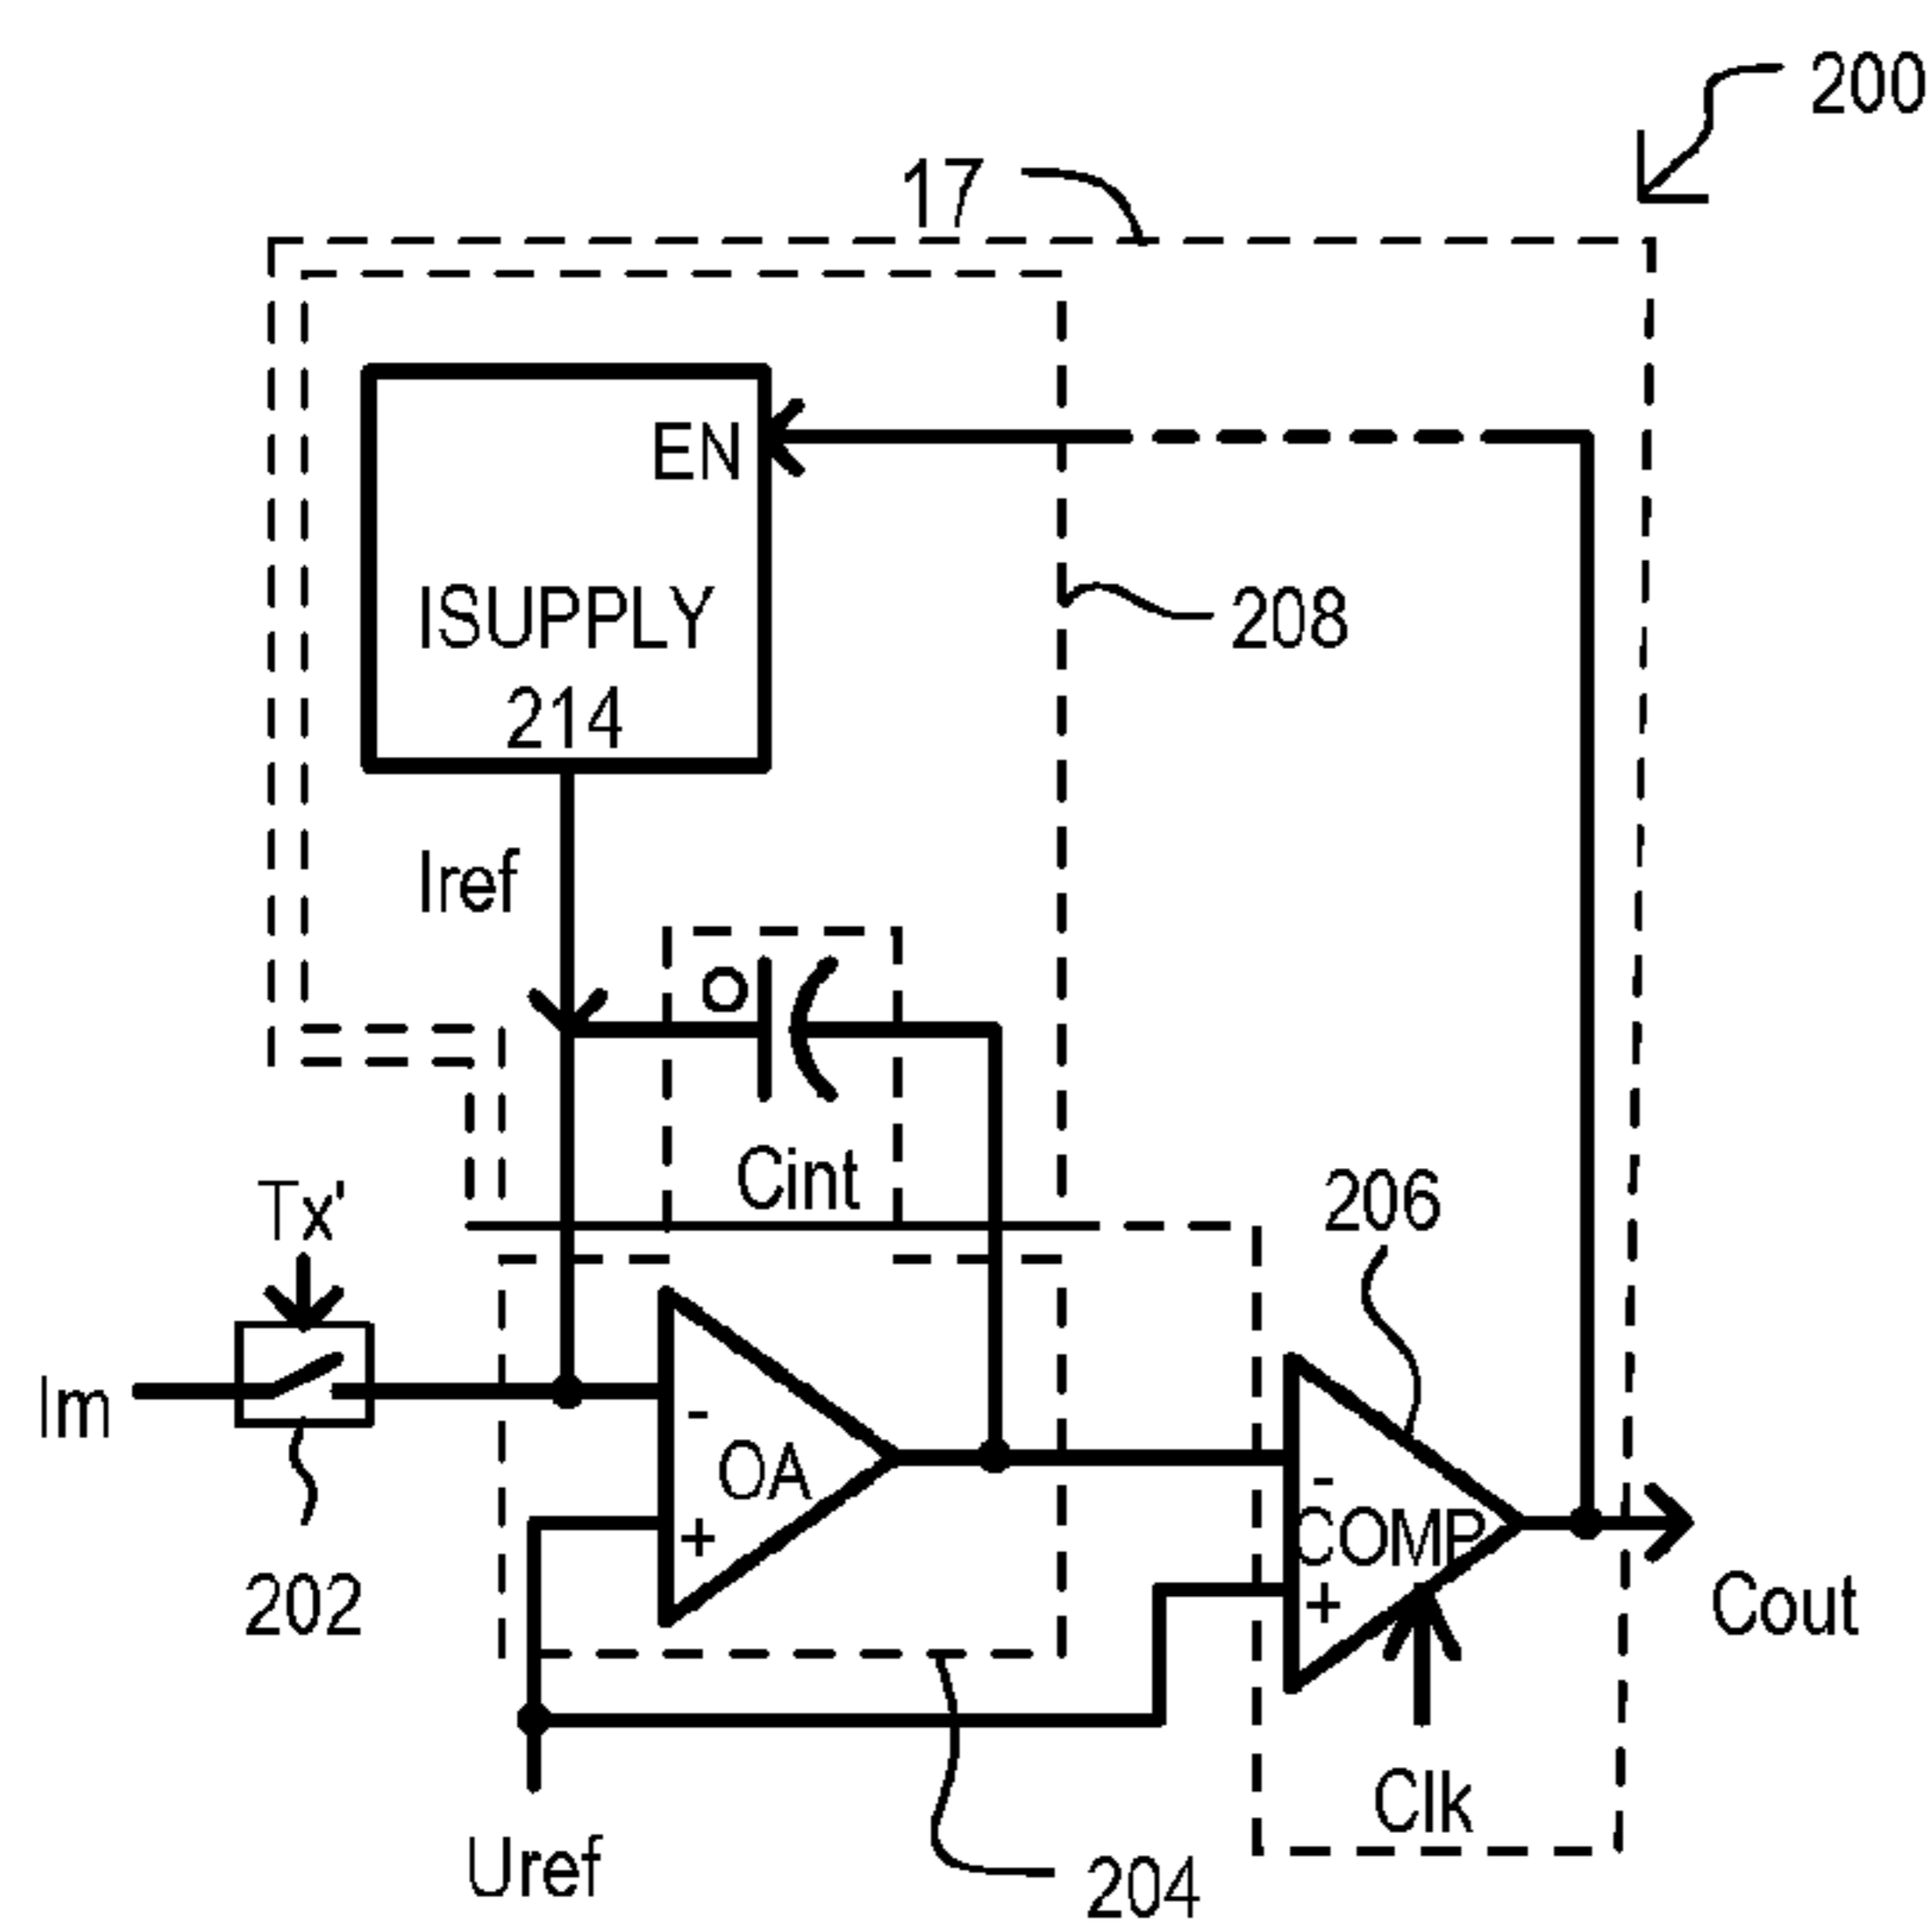 200
17
EN
ISUPPLY
214
208
Iref
Cint
Tx'
206
Im
-
OA
+
-
COMP
+
202
Cout
Clk
Uref
204